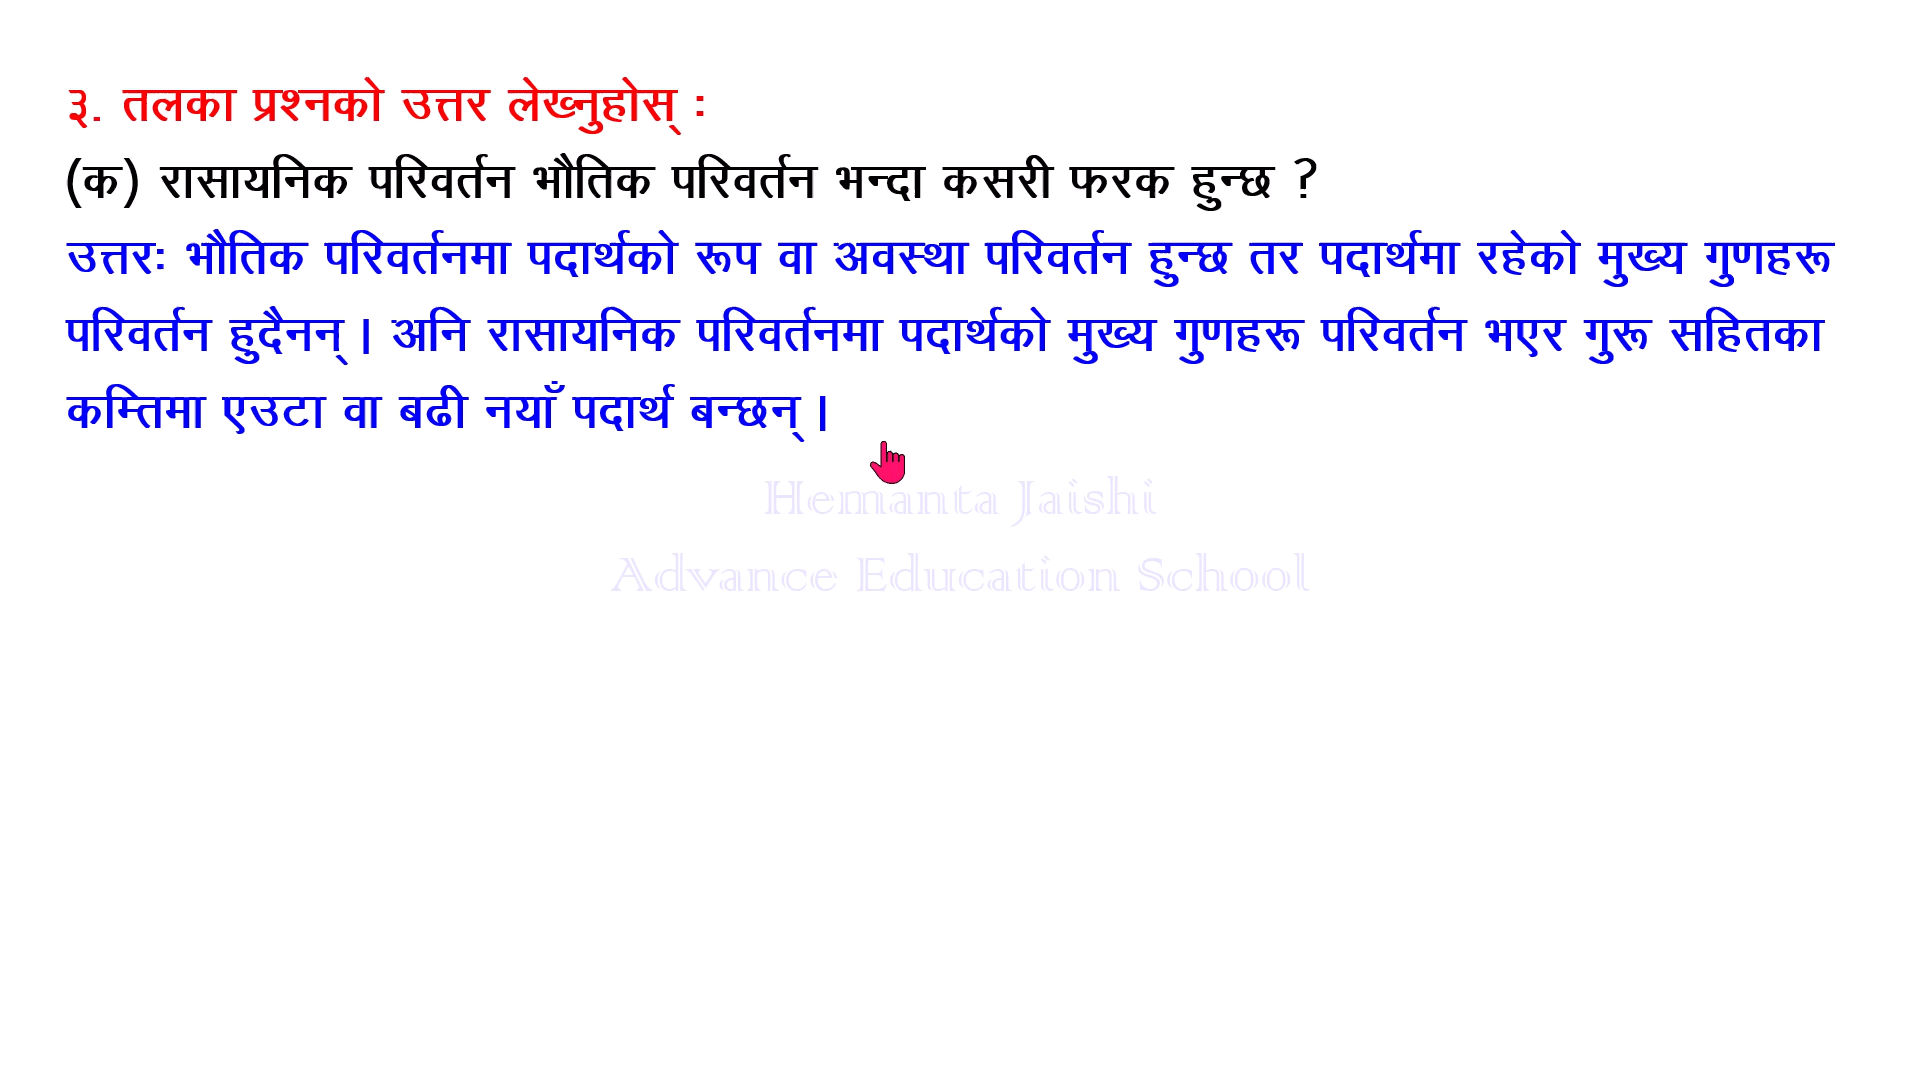 ३. तलका प्रश्नको उत्तर लेख्नुहोस् :
(क) रासायनिक परिवर्तन भौतिक परिवर्तन भन्दा कसरी फरक हुन्छ ?
उत्तरः भौतिक परिवर्तनमा पदार्थको रूप वा अवस्था परिवर्तन हुन्छ तर पदार्थमा रहेको मुख्य गुणहरू
परिवर्तन हुदैनन् । अनि रासायनिक परिवर्तनमा पदार्थको मुख्य गुणहरू परिवर्तन भएर गुरू सहितका
कम्तिमा एउटा वा बढी नयाँ पदार्थ बन्छन् ।
Hemanta Jaishi
Advance Education School